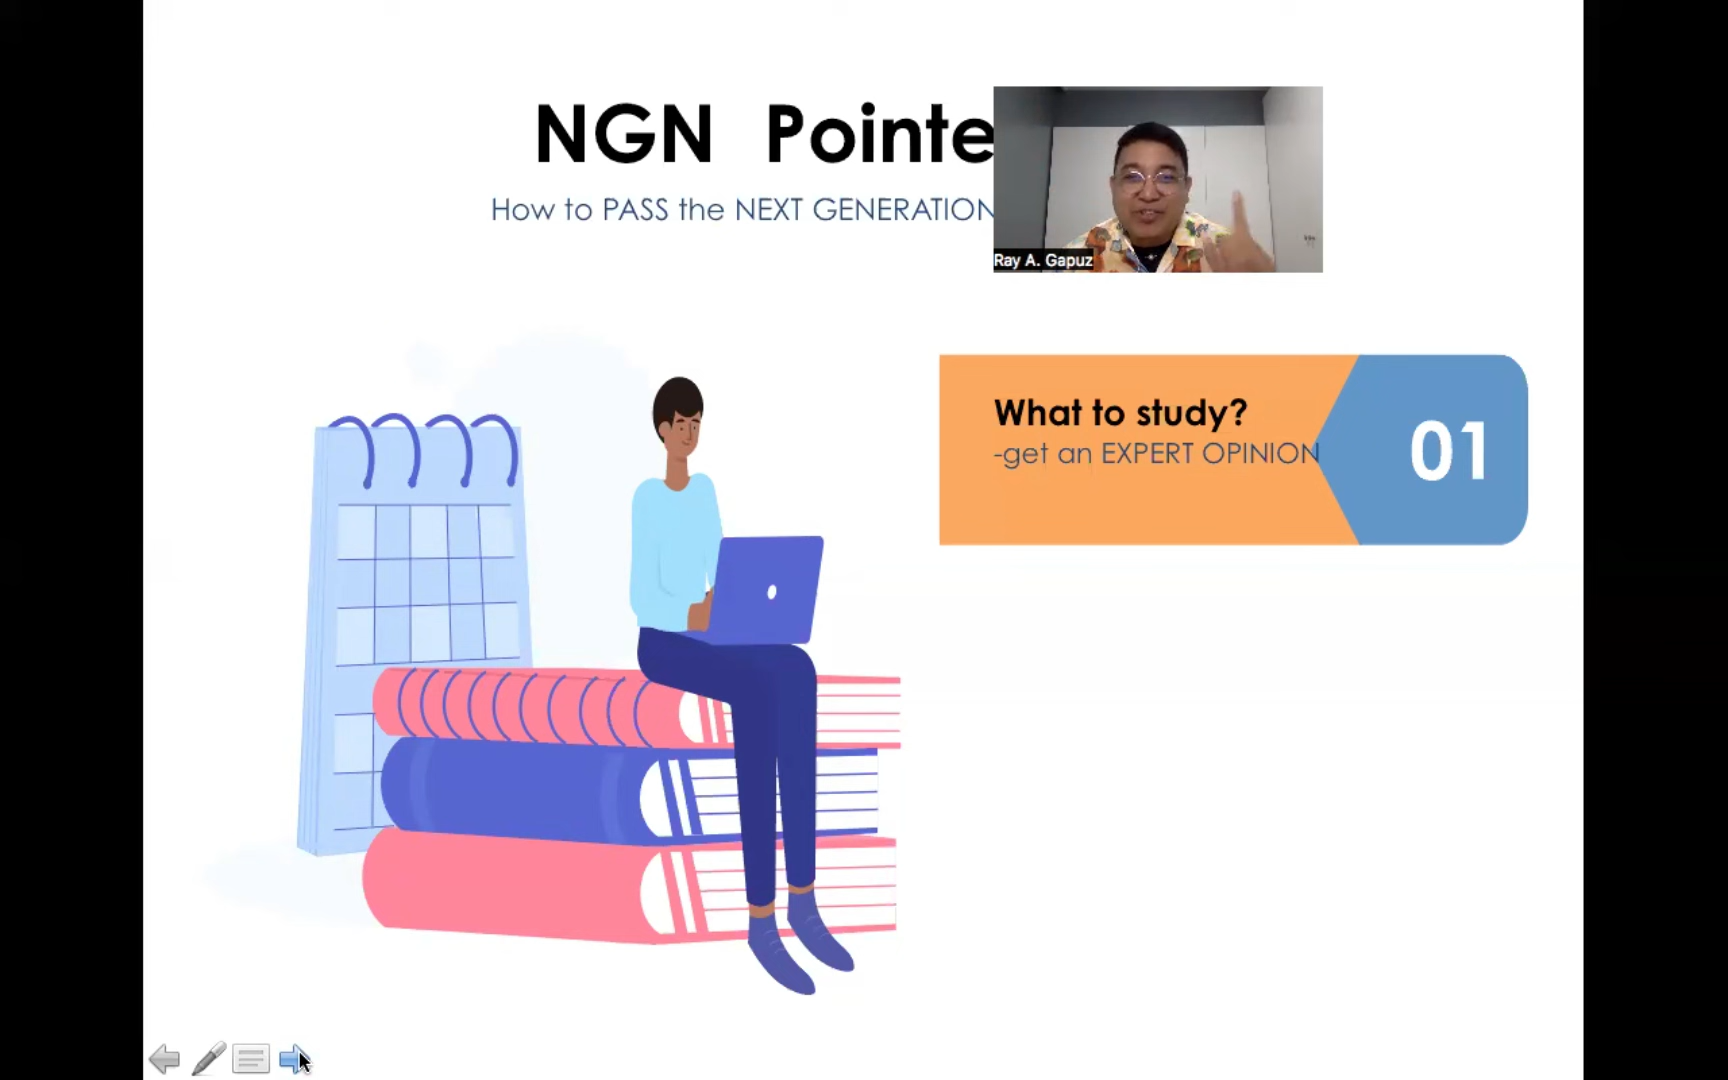 NGN Pointe
How to PASS the NEXT GENERATION
Ray A. Gapuz
What to study?
-get an EXPERT OPINION
01